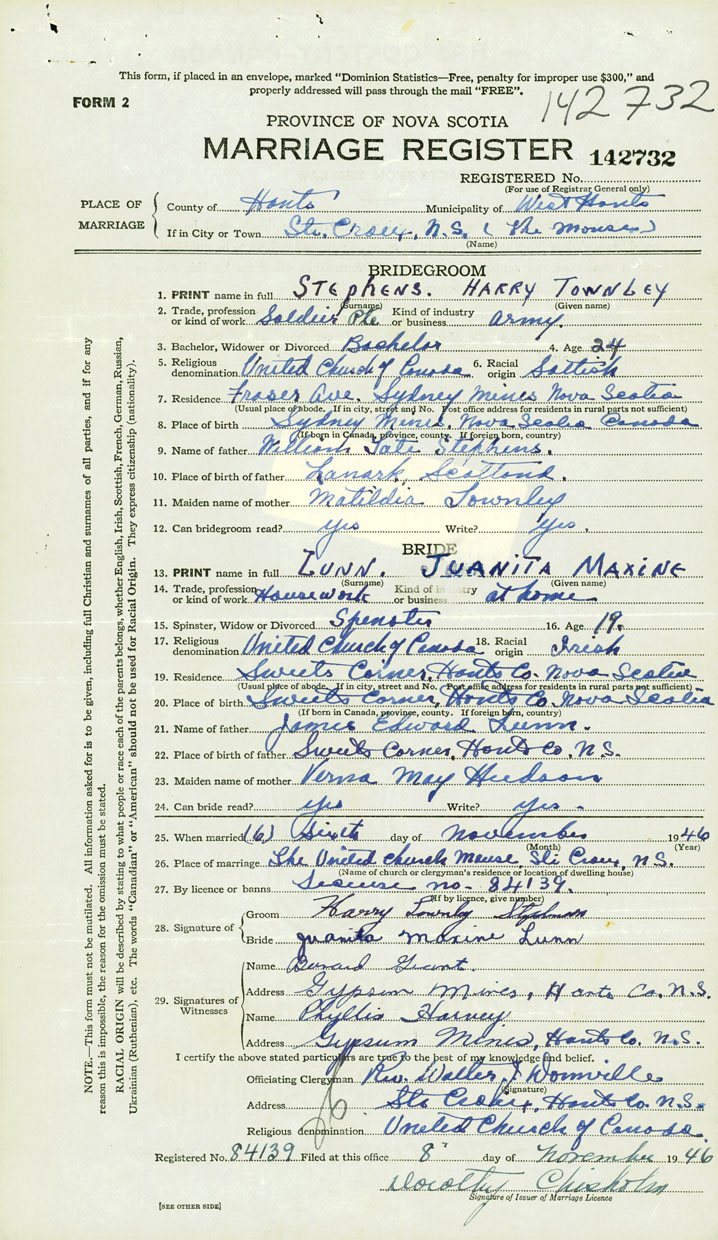 This form, if placed in an envelope, marked "Dominion Statistics—Free, penalty for improper use $300," and
properly addressed will pass through the mail "FREE".
142732
FORM 2
PROVINCE OF NOVA SCOTIA
MARRIAGE REGISTER 142732
REGISTERED No.
(For use of Registrar General only)
PLACE OF MARRIAGE
County of Hants Municipality of West Hants
If in City or Town Ste. Croix, N.S. (The Manse)
(Name)
BRIDEGROOM
1. PRINT name in full STEPHENS. HARRY TOWNLEY
(Surname) (Given name)
2. Trade, profession or kind of work Soldier Pte Kind of industry or business army.
3. Bachelor, Widower or Divorced Bachelor 4. Age 24
5. Religious denomination United Church of Canada 6. Racial origin Sottish
7. Residence Fraser Ave. Sydney Mines Nova Scotia
(Usual place of abode. If in city, street and No. Post office address for residents in rural parts not sufficient)
8. Place of birth Sydney Mines, Nova Scotia Canada
(If born in Canada, province, county. If foreign born, country)
9. Name of father William Tate Stephens.
10. Place of birth of father Lanark, Scotland.
11. Maiden name of mother Matildia Townley
12. Can bridegroom read? yes Write? yes.
BRIDE
13. PRINT name in full LUNN. JUANITA MAXINE
(Surname) (Given name)
14. Trade, profession or kind of work Housework Kind of industry or business at home
15. Spinster, Widow or Divorced Spenster 16. Age 19.
17. Religious denomination United Church of Canada 18. Racial origin Irish
19. Residence Sweets Corner, Hants Co. Nova Scotia
(Usual place of abode. If in city, street and No. Post office address for residents in rural parts not sufficient)
20. Place of birth Sweets Corner, Hants Co. Nova Scotia
(If born in Canada, province, county. If foreign born, country)
21. Name of father James Edward Lunn.
22. Place of birth of father Sweets Corner, Hants Co, N.S.
23. Maiden name of mother Verna May Hudson
24. Can bride read? yes Write? yes -
25. When married (6) Sixth day of November 1946
(Month) (Year)
26. Place of marriage The United Church Manse, Ste Croix, N.S.
(Name of church or clergyman's residence or location of dwelling house)
27. By licence or banns License no- 84139.
(If by licence, give number)
28. Signature of
Groom Harry Townley Stephens
Bride Juanita Maxine Lunn
29. Signatures of Witnesses
Name Grant.
Address Gypsum Mines, Hants Co. N.S.
Name Phyllis Harvey
Address Gypsum Mines, Hants Co. N.S.
I certify the above stated particulars are true to the best of my knowledge and belief.
Officiating Clergyman Rev. Walter J
(Signature)
Address Ste Croix, Hants Co. N.S.
Religious denomination United Church of Canada.
Registered No. 84139 Filed at this office 8" day of November 1946
Dorothy Chisholm
Signature of Issuer of Marriage Licence
[SEE OTHER SIDE]
NOTE.—This form must not be mutilated. All information asked for is to be given, including full Christian and surnames of all parties, and if for any
reason this is impossible, the reason for the omission must be stated.
RACIAL ORIGIN will be described by stating to what people or race each of the parents belongs, whether English, Irish, Scottish, French, German, Russian,
Ukrainian (Ruthenian), etc. The words "Canadian" or "American" should not be used for Racial Origin. They express citizenship (nationality).